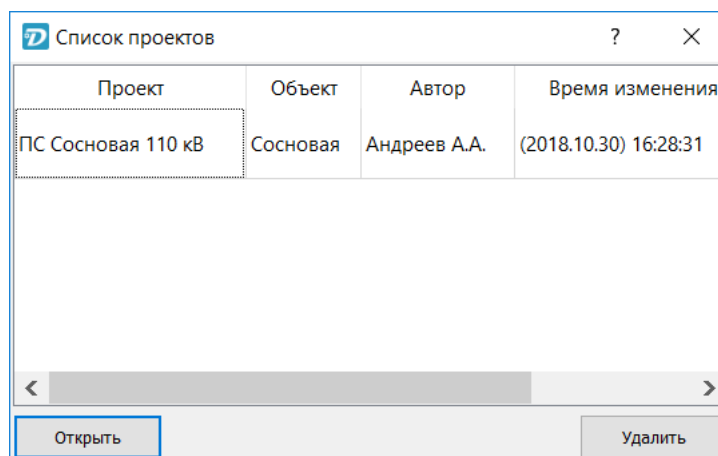 Список проектов
Проект Объект Автор Время изменения
ПС Сосновая 110 кВ Сосновая Андреев А.А. (2018.10.30) 16:28:31
Открыть Удалить